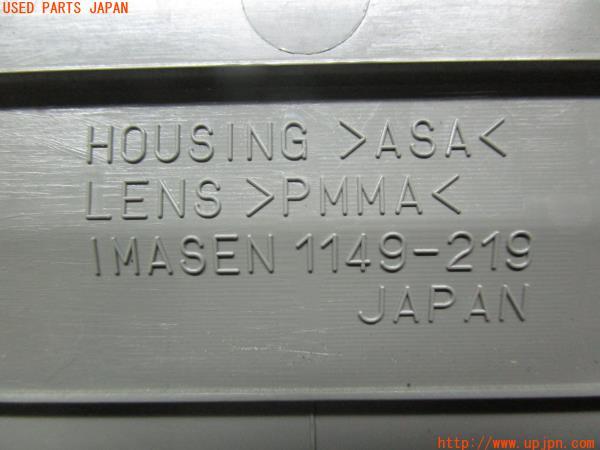 USED PARTS JAPAN
HOUSING >ASA<
LENS >PMMA<
IMASEN 1149-219
JAPAN
http://www.upjpn.com/